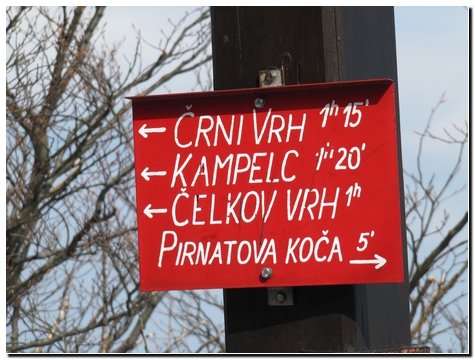 ← ČRNI VRH 1h 15'
← KAMPELC 1h 20'
← ČELKOV VRH 1h
PIRNATOVA KOČA 5' →